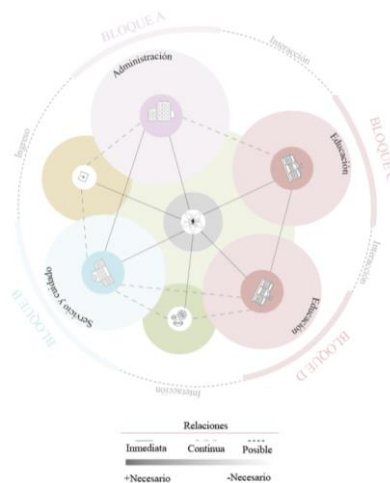 BLOQUE A
Interacción
Administración
Ingreso
Educación
BLOQUE C
Interacción
Servicio y cuidado
BLOQUE B
Educación
BLOQUE D
Interacción
Relaciones
Inmediata Continua Posible
+Necesario -Necesario